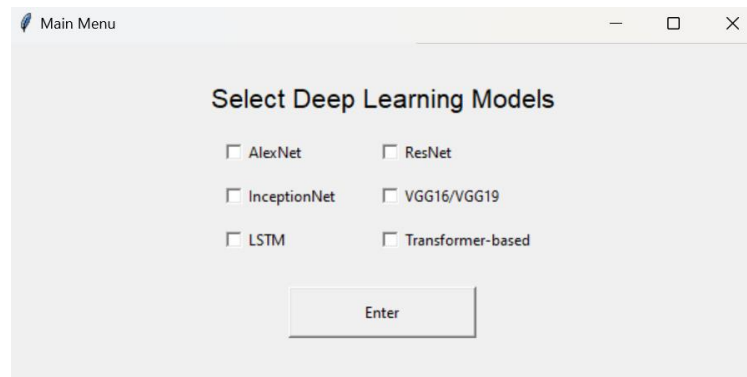 Main Menu
Select Deep Learning Models
AlexNet ResNet
InceptionNet VGG16/VGG19
LSTM Transformer-based
Enter